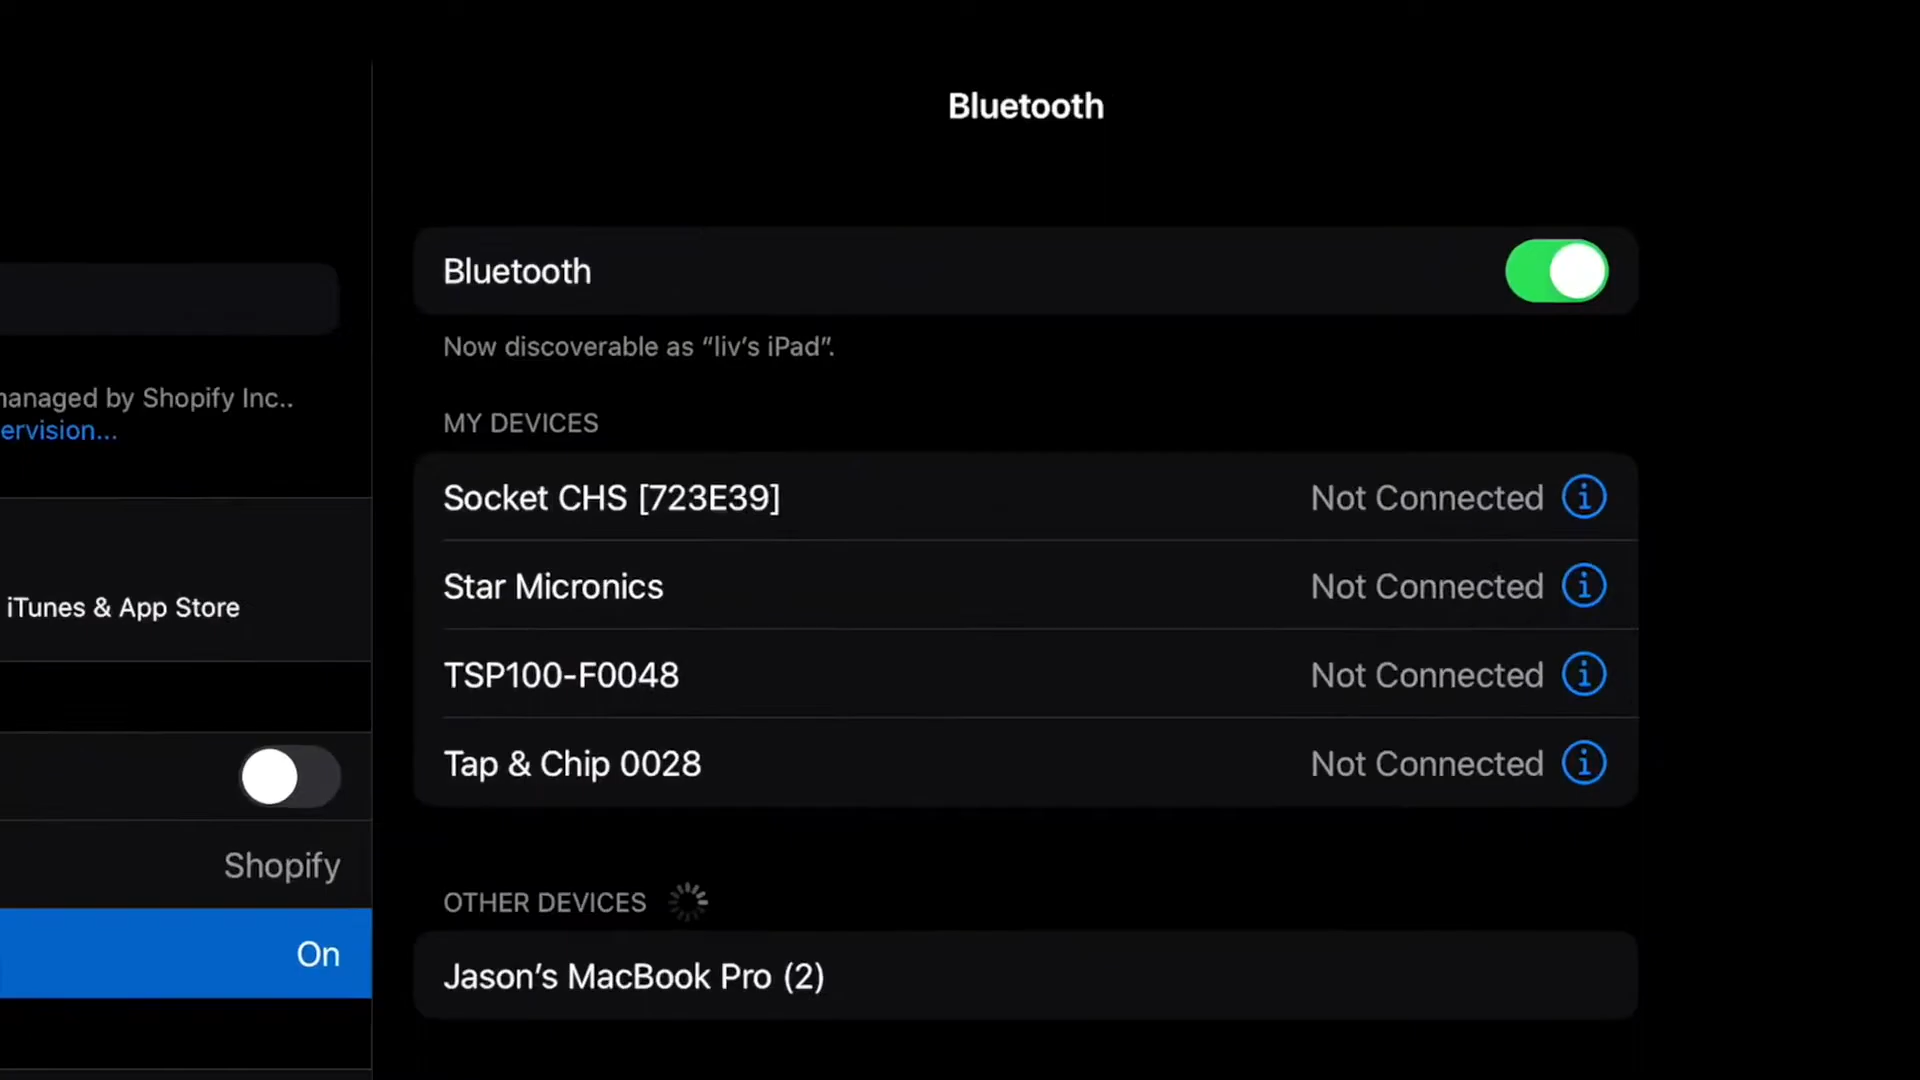 Bluetooth
Bluetooth
Now discoverable as “liv’s iPad”.
MY DEVICES
Socket CHS [723E39] Not Connected
Star Micronics Not Connected
TSP100-F0048 Not Connected
Tap & Chip 0028 Not Connected
OTHER DEVICES
Jason’s MacBook Pro (2)
managed by Shopify Inc..
ervision...
iTunes & App Store
Shopify
On